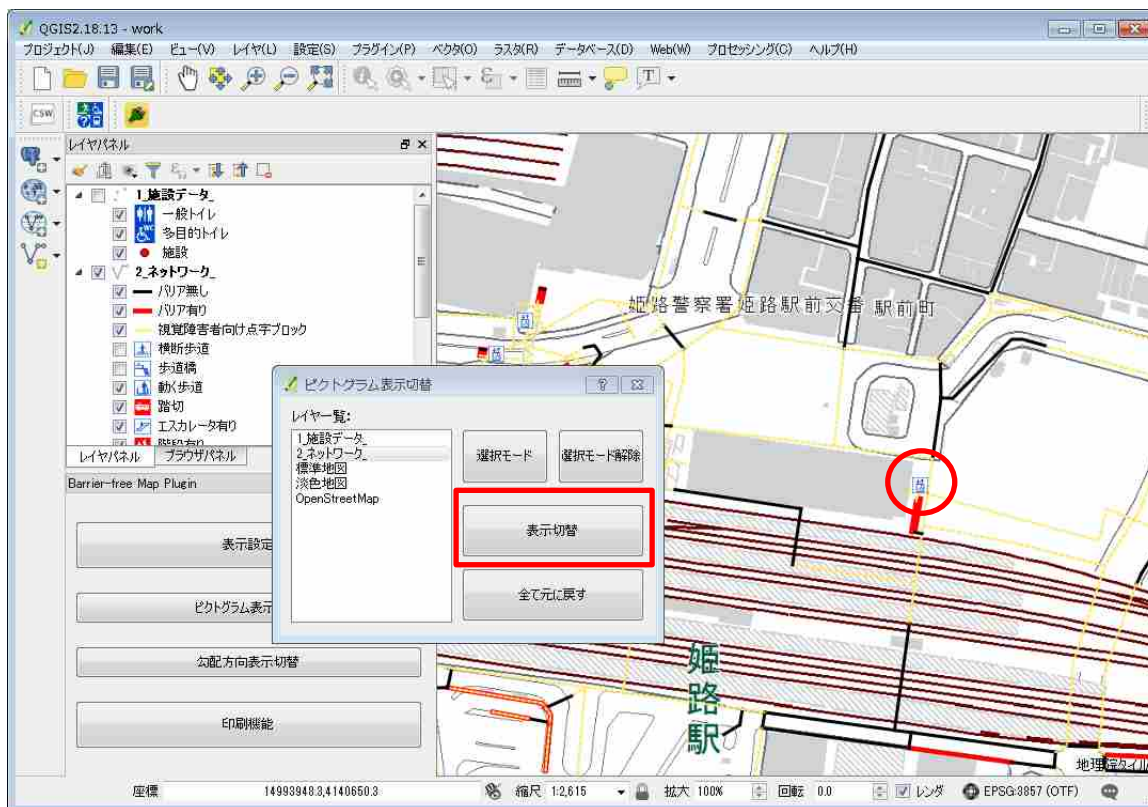 QGIS2.18.13 - work
プロジェクト(J) 編集(E) ビュー(V) レイヤ(L) 設定(S) プラグイン(P) ベクタ(O) ラスタ(R) データベース(D) Web(W) プロセッシング(C) ヘルプ(H)
CSW
レイヤパネル
1_施設データ_
一般トイレ
多目的トイレ
施設
2_ネットワーク_
バリア無し
バリア有り
視覚障害者向け点字ブロック
横断歩道
歩道橋
動く歩道
踏切
エスカレータ有り
階段有り
レイヤパネル ブラウザパネル
Barrier-free Map Plugin
表示設定
ピクトグラム表示
勾配方向表示切替
印刷機能
ピクトグラム表示切替
レイヤ一覧:
1_施設データ_
2_ネットワーク_
標準地図
淡色地図
OpenStreetMap
選択モード
選択モード解除
表示切替
全て元に戻す
姫路警察署姫路駅前交番
駅前町
姫路駅
地理院タイル
座標 14993948.3,4140650.3 縮尺 1:2,615 拡大 100% 回転 0.0 レンダ EPSG:3857 (OTF)